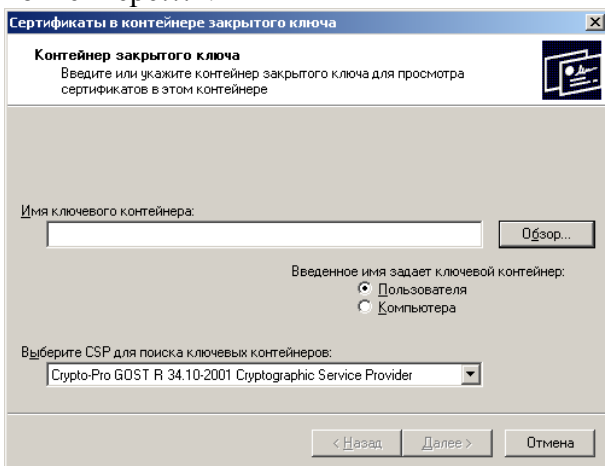 Сертификаты в контейнере закрытого ключа
Контейнер закрытого ключа
Введите или укажите контейнер закрытого ключа для просмотра
сертификатов в этом контейнере
Имя ключевого контейнера:
Обзор...
Введенное имя задает ключевой контейнер:
Пользователя
Компьютера
Выберите CSP для поиска ключевых контейнеров:
Crypto-Pro GOST R 34.10-2001 Cryptographic Service Provider
< Назад
Далее >
Отмена